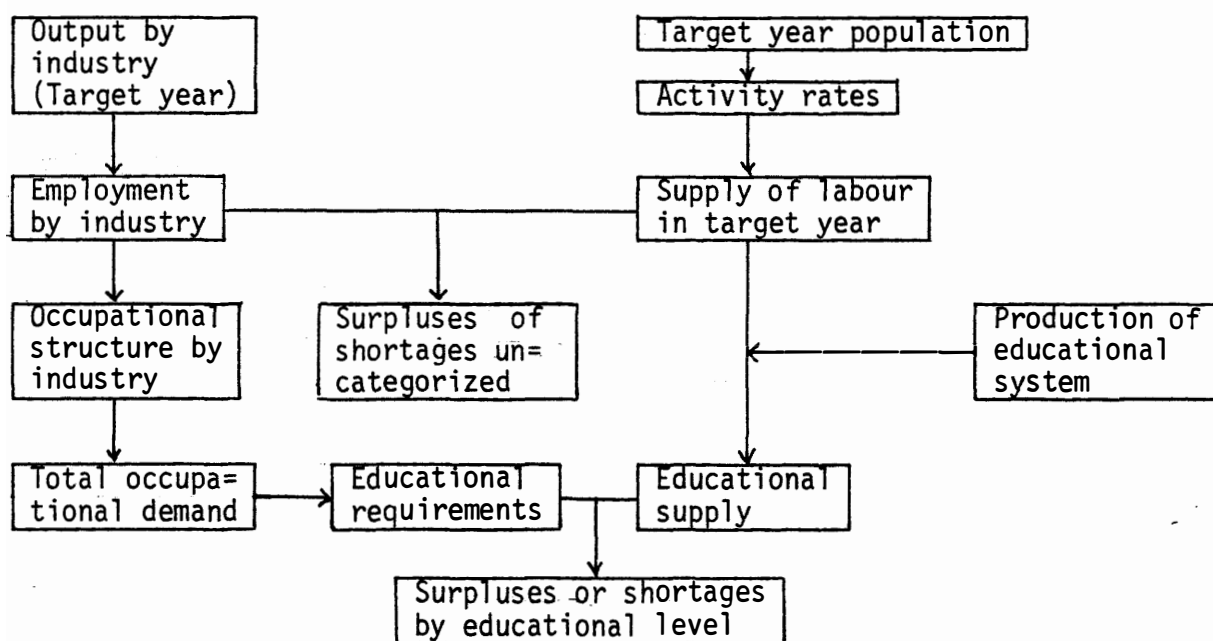 Output by
industry
(Target year)
Target year population
Activity rates
Employment
by industry
Supply of labour
in target year
Occupational
structure by
industry
Surpluses of
shortages un=
categorized
Production of
educational
system
Total occupa=
tional demand
Educational
requirements
Educational
supply
Surpluses or shortages
by educational level